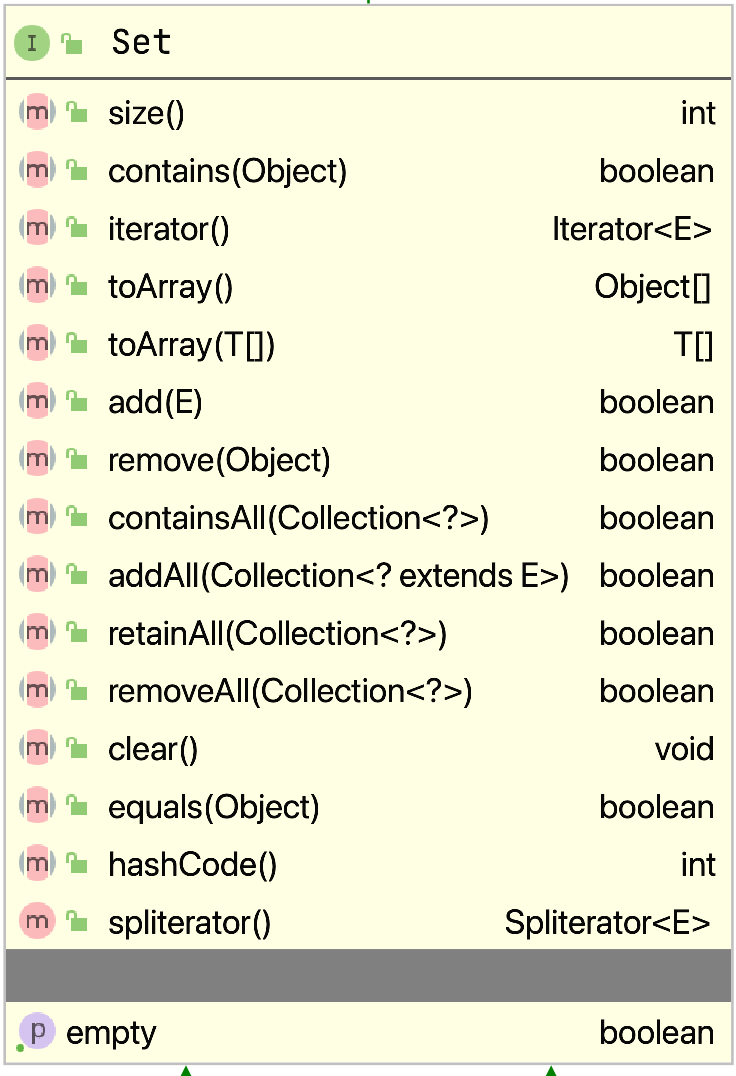 I Set
m size() int
m contains(Object) boolean
m iterator() Iterator<E>
m toArray() Object[]
m toArray(T[]) T[]
m add(E) boolean
m remove(Object) boolean
m containsAll(Collection<?>) boolean
m addAll(Collection<? extends E>) boolean
m retainAll(Collection<?>) boolean
m removeAll(Collection<?>) boolean
m clear() void
m equals(Object) boolean
m hashCode() int
m spliterator() Spliterator<E>
p empty boolean